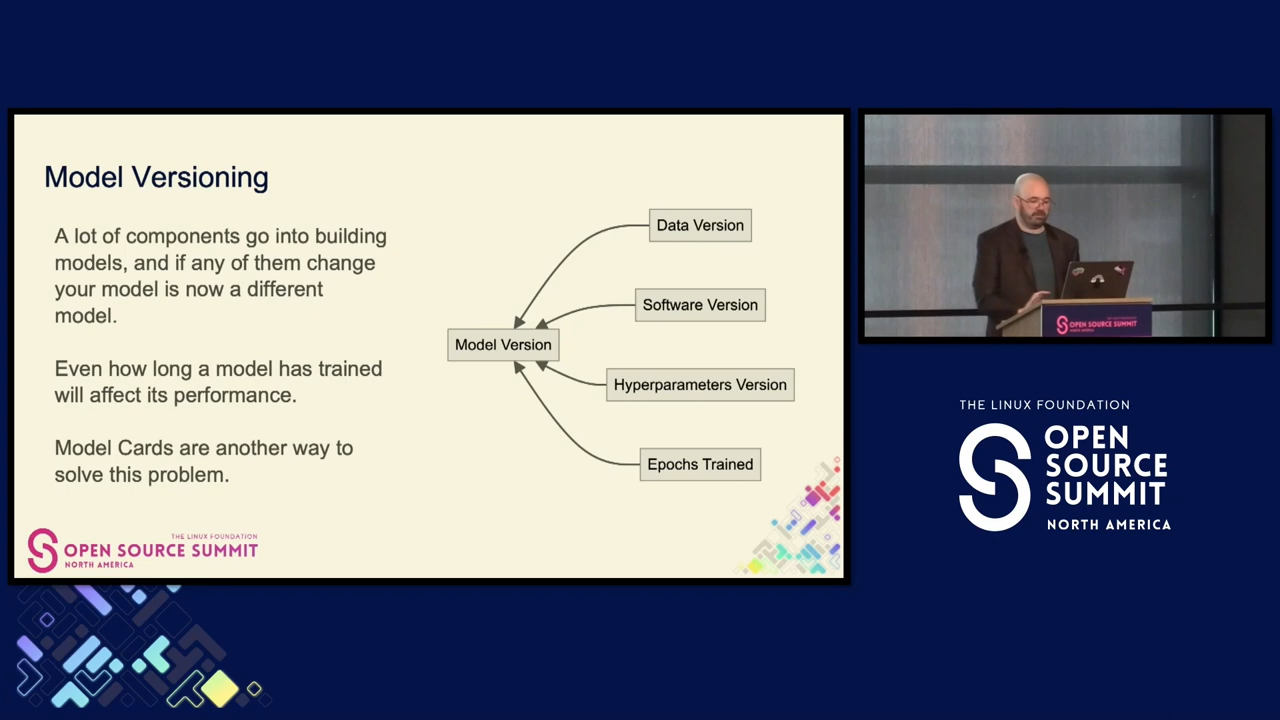 Model Versioning
A lot of components go into building
models, and if any of them change
your model is now a different
model.
Even how long a model has trained
will affect its performance.
Model Cards are another way to
solve this problem.
Data Version
Software Version
Model Version
Hyperparameters Version
Epochs Trained
THE LINUX FOUNDATION
OPEN SOURCE SUMMIT
NORTH AMERICA
OPEN SOURCE SUMMIT
THE LINUX FOUNDATION
OPEN
SOURCE
SUMMIT
NORTH AMERICA